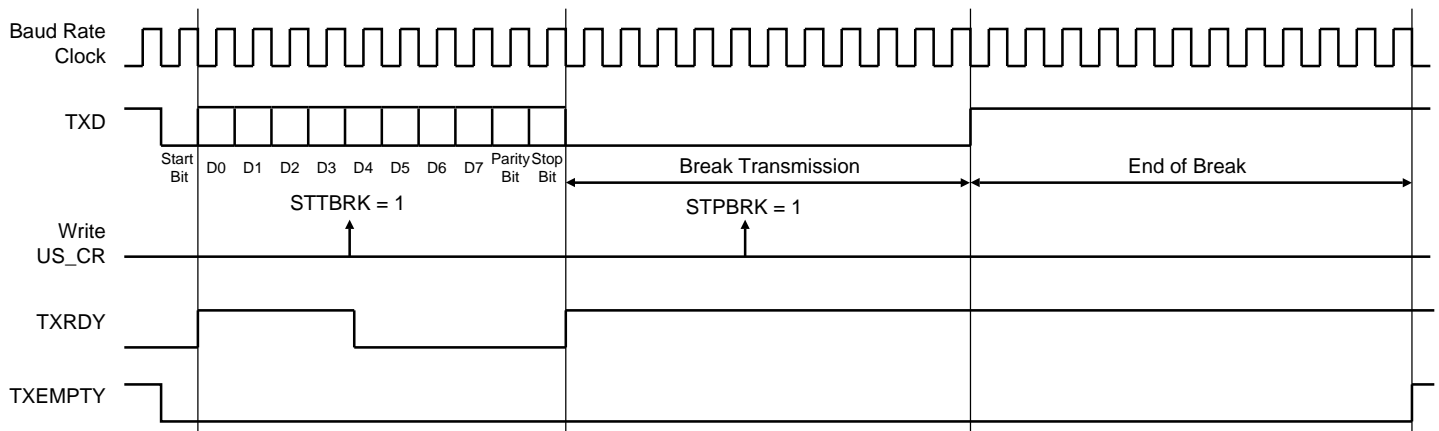 Baud Rate
Clock
TXD
Start
Bit
D0 D1 D2 D3 D4 D5 D6 D7
Parity
Bit
Stop
Bit
Break Transmission
End of Break
STTBRK = 1
STPBRK = 1
Write
US_CR
TXRDY
TXEMPTY